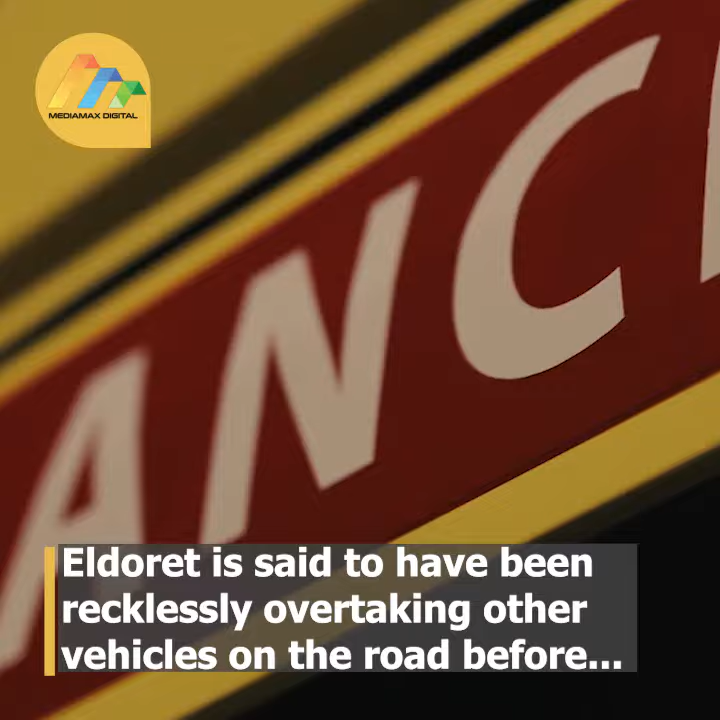 MEDIAMAX DIGITAL
ANC
Eldoret is said to have been
recklessly overtaking other
vehicles on the road before...